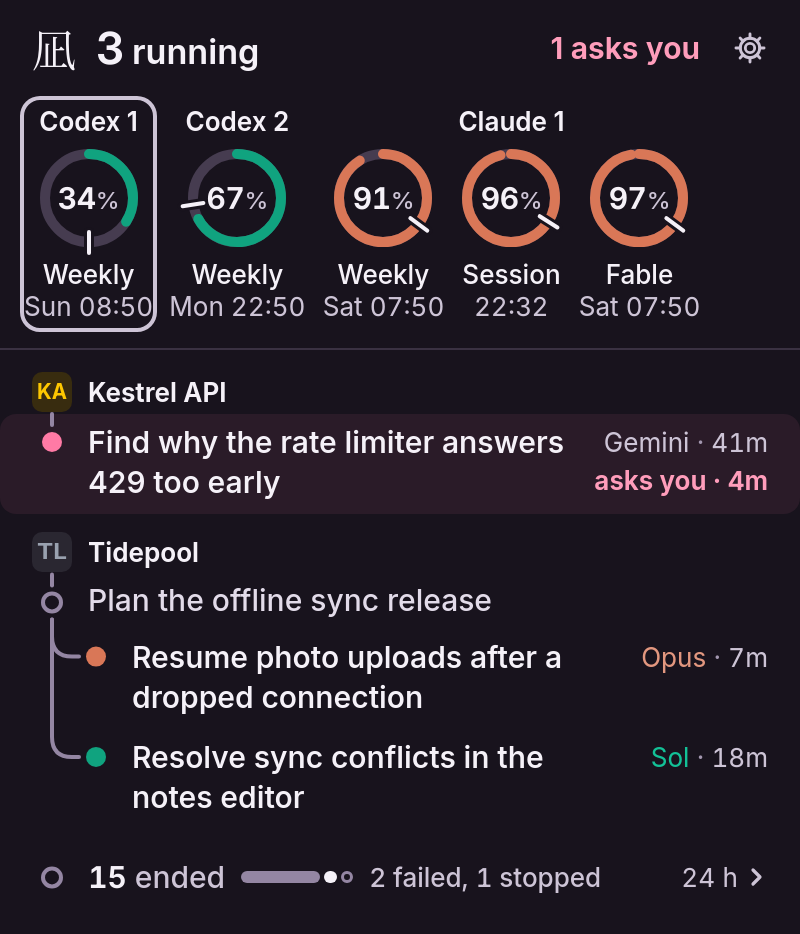 凪 3 running 1 asks you
Codex 1 Codex 2 Claude 1
34% 67% 91% 96% 97%
Weekly Weekly Weekly Session Fable
Sun 08:50 Mon 22:50 Sat 07:50 22:32 Sat 07:50
KA Kestrel API
Find why the rate limiter answers Gemini · 41m
429 too early asks you · 4m
TL Tidepool
Plan the offline sync release
Resume photo uploads after a Opus · 7m
dropped connection
Resolve sync conflicts in the Sol · 18m
notes editor
15 ended 2 failed, 1 stopped 24 h